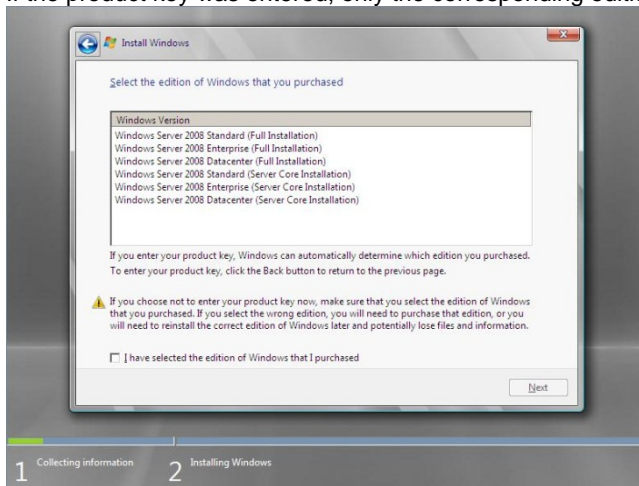 If the product key was entered, only the corresponding
Install Windows
Select the edition of Windows that you purchased
Windows Version
Windows Server 2008 Standard (Full Installation)
Windows Server 2008 Enterprise (Full Installation)
Windows Server 2008 Datacenter (Full Installation)
Windows Server 2008 Standard (Server Core Installation)
Windows Server 2008 Enterprise (Server Core Installation)
Windows Server 2008 Datacenter (Server Core Installation)
If you enter your product key, Windows can automatically determine which edition you purchased.
To enter your product key, click the Back button to return to the previous page.
If you choose not to enter your product key now, make sure that you select the edition of Windows
that you purchased. If you select the wrong edition, you will need to purchase that edition, or you
will need to reinstall the correct edition of Windows later and potentially lose files and information.
I have selected the edition of Windows that I purchased
Next
1 Collecting information 2 Installing Windows